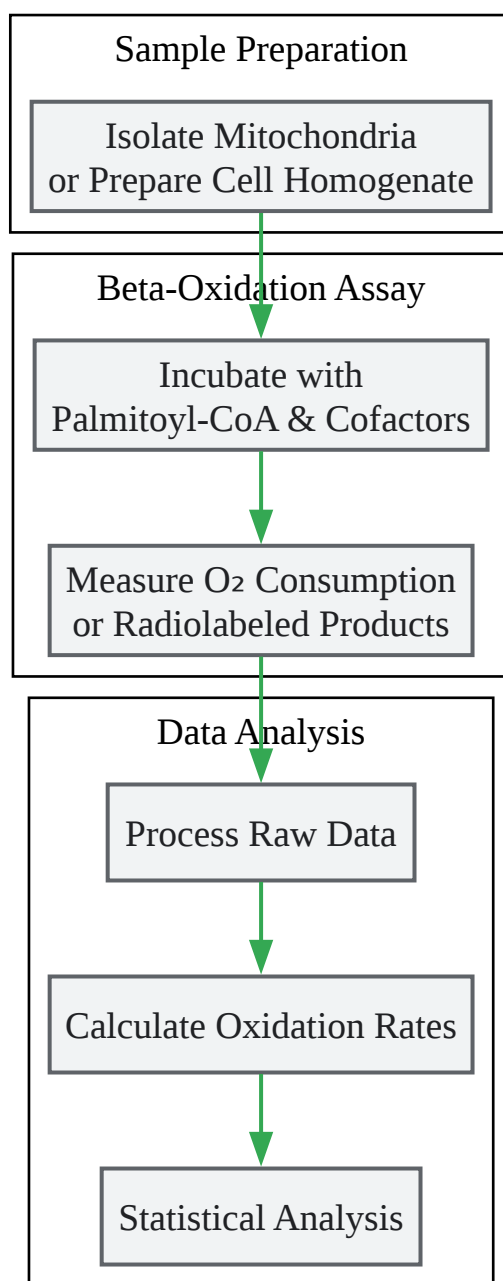 Sample Preparation
Isolate Mitochondria
or Prepare Cell Homogenate
Beta-Oxidation Assay
Incubate with
Palmitoyl-CoA & Cofactors
Measure O₂ Consumption
or Radiolabeled Products
Data Analysis
Process Raw Data
Calculate Oxidation Rates
Statistical Analysis